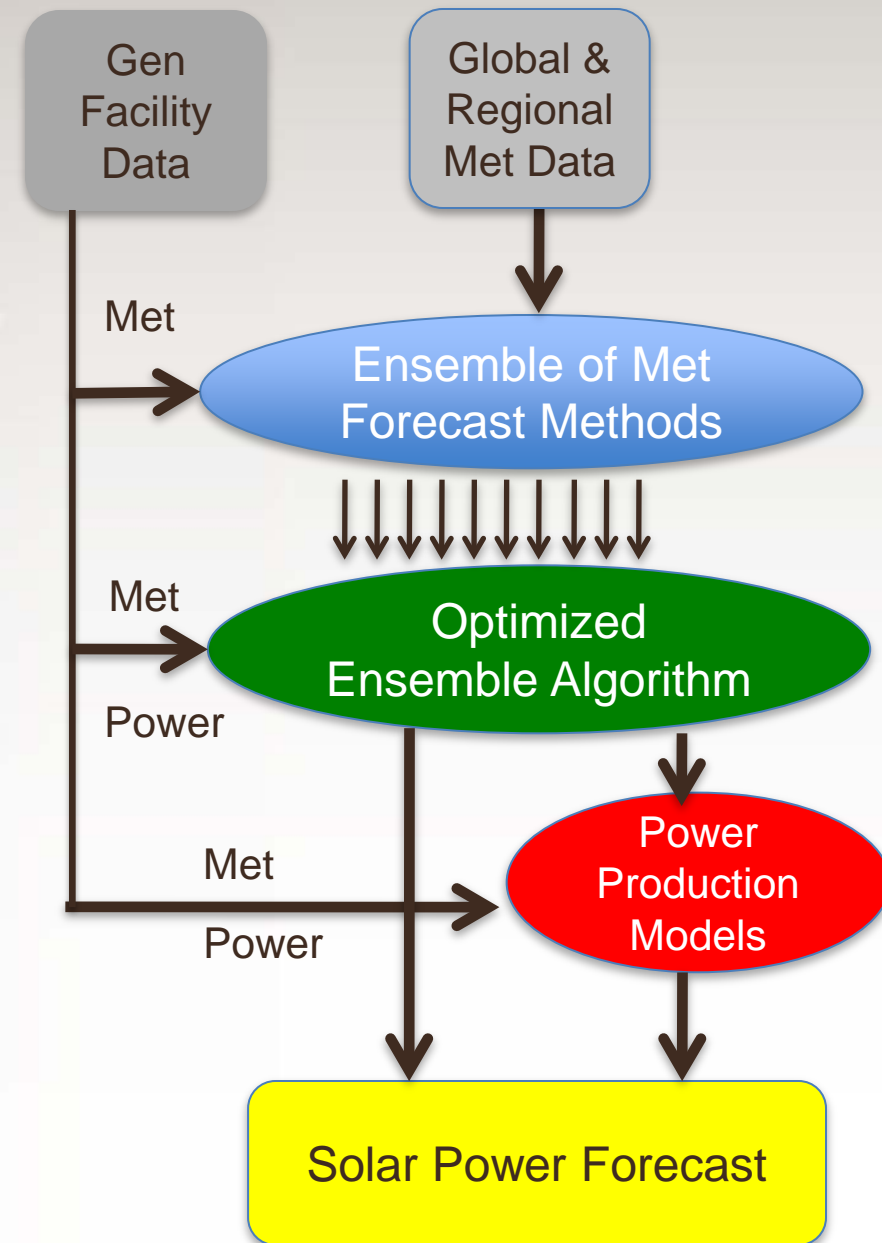 Gen
Facility
Data
Global &
Regional
Met Data
Met
Ensemble of Met
Forecast Methods
Met
Power
Optimized
Ensemble Algorithm
Met
Power
Power
Production
Models
Solar Power Forecast